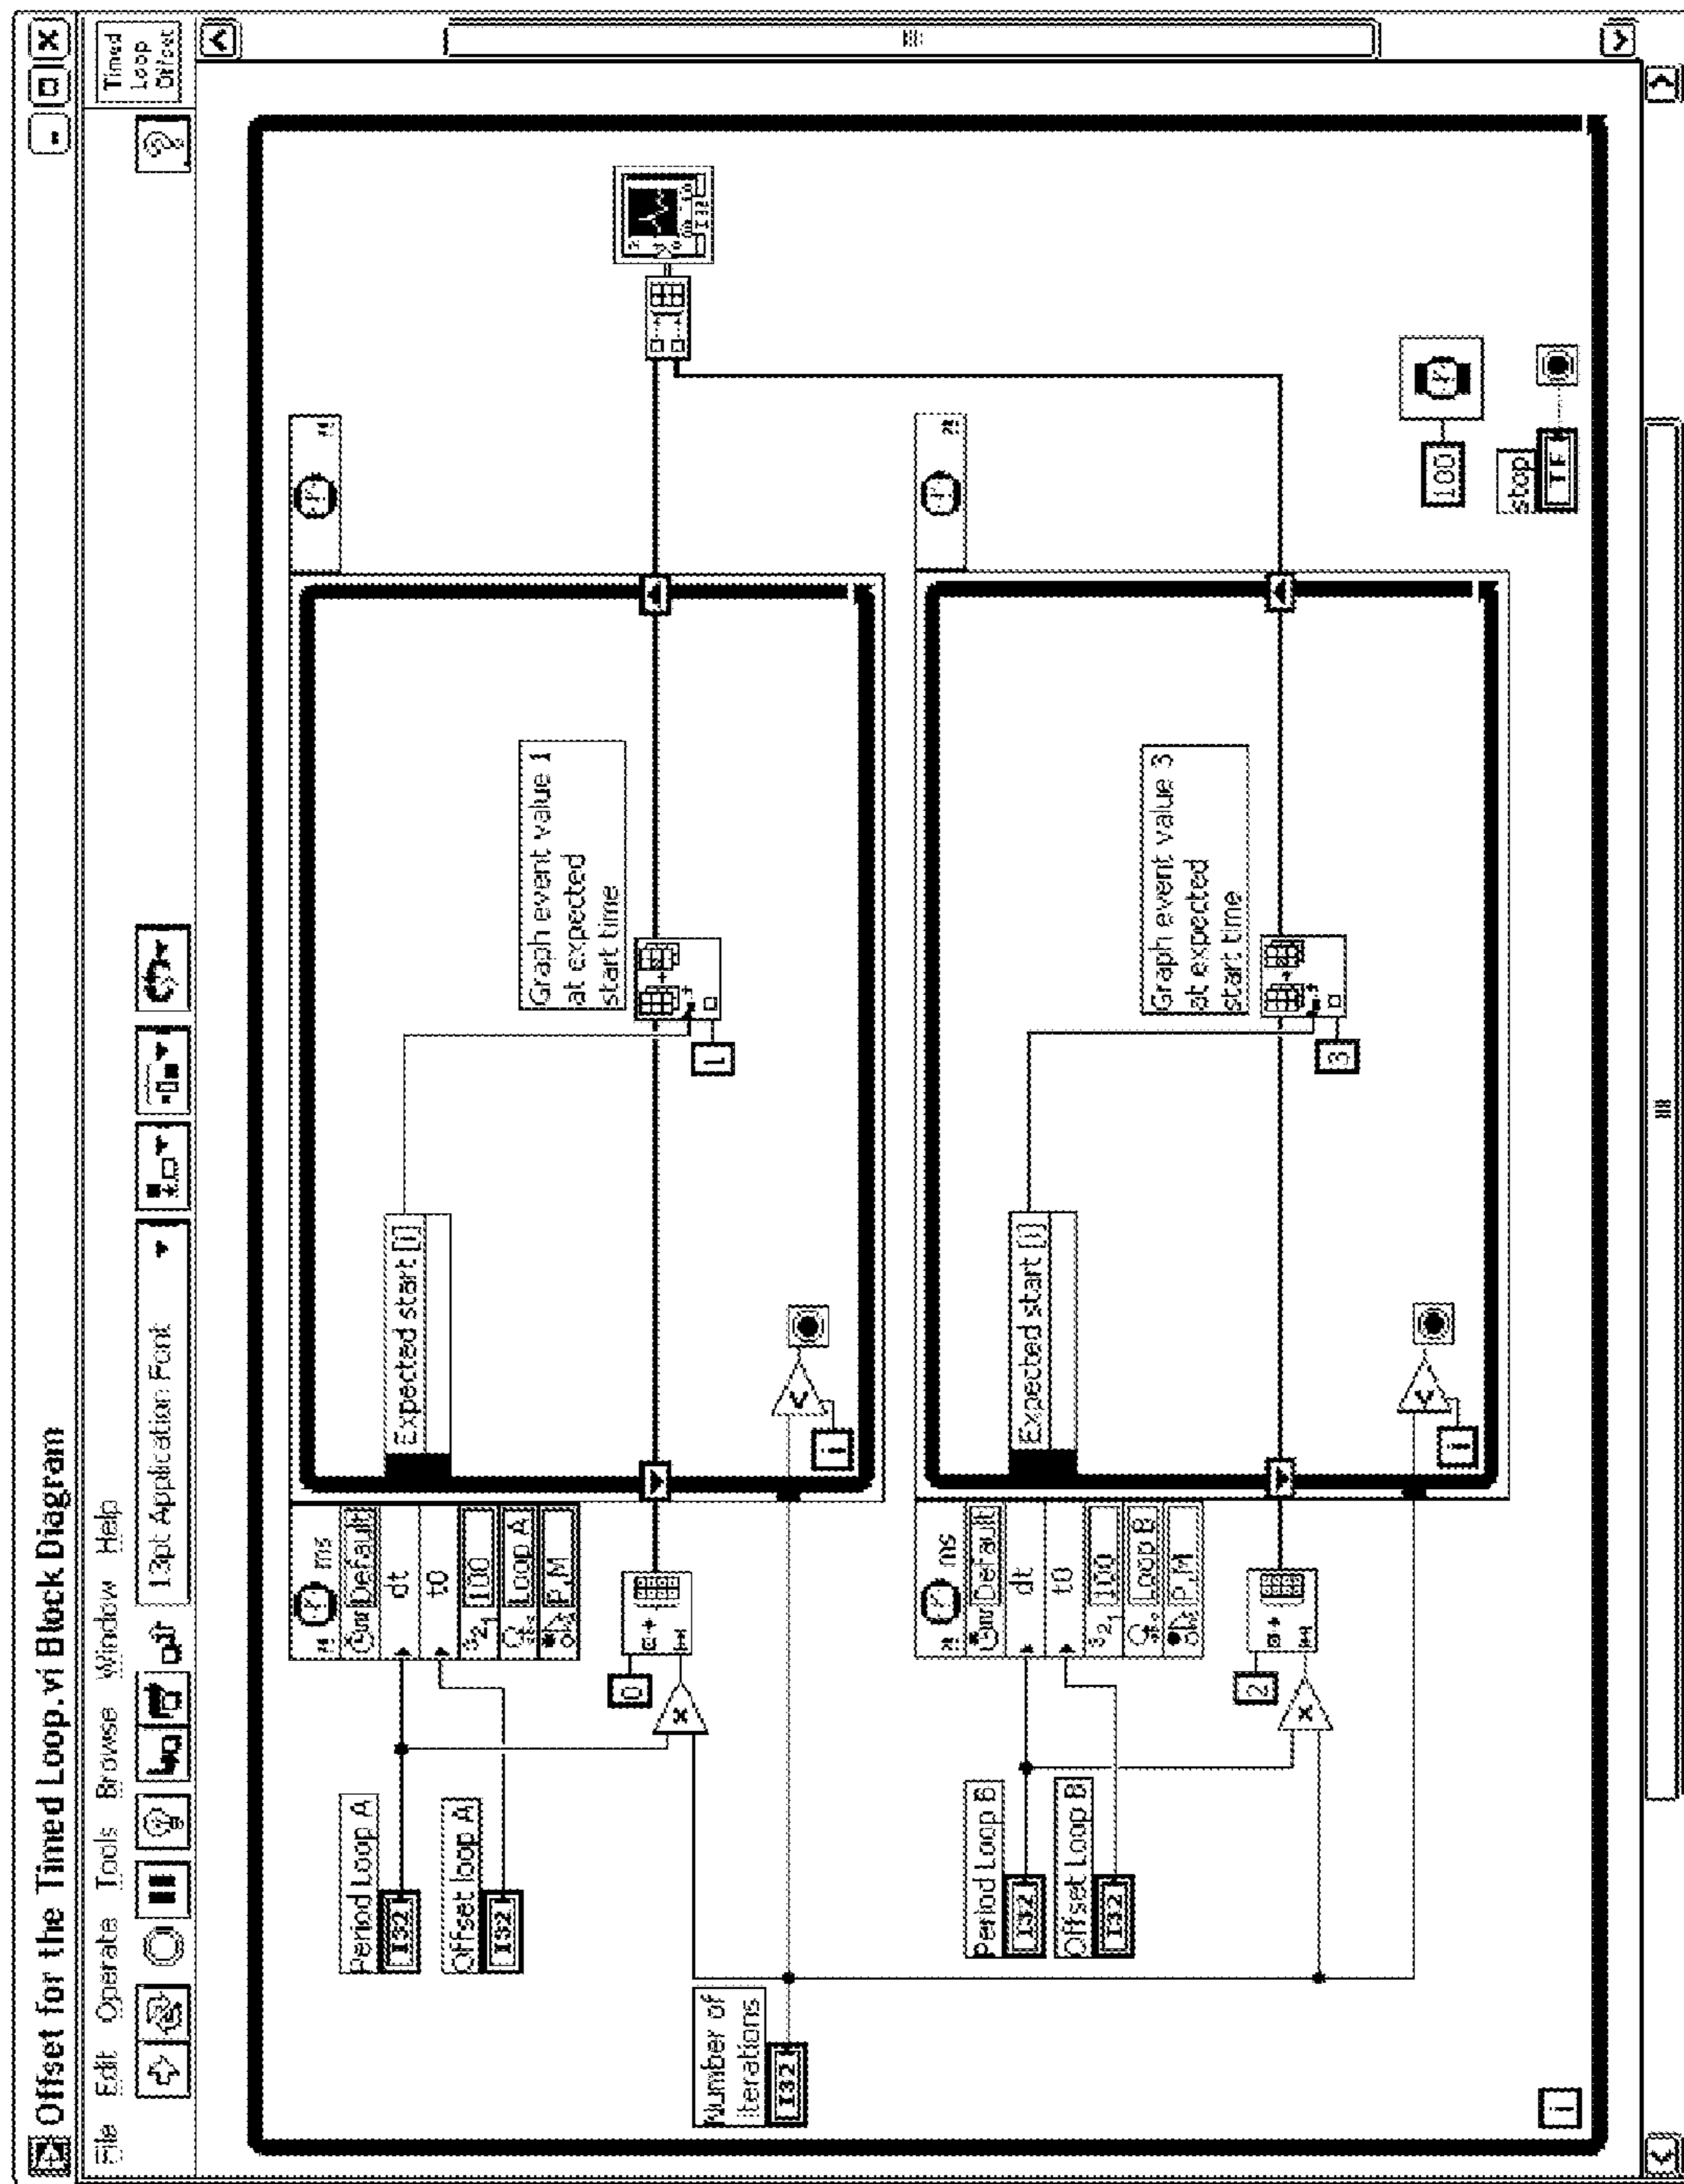 Offset for the Timed Loop.vi Block Diagram
File Edit Operate Tools Browse Window Help
Timed
Loop
Offset
13pt Application Font
ms
Default
dt
t0
100
Loop A
P,M
Period Loop A
I32
Offset loop A
I32
0
x
Expected start [i]
Graph event value 1
at expected
start time
1
i
Number of
iterations
I32
ms
Default
dt
t0
100
Loop B
P,M
Period Loop B
I32
Offset Loop B
I32
2
x
Expected start [i]
Graph event value 3
at expected
start time
3
i
100
stop
TF
i